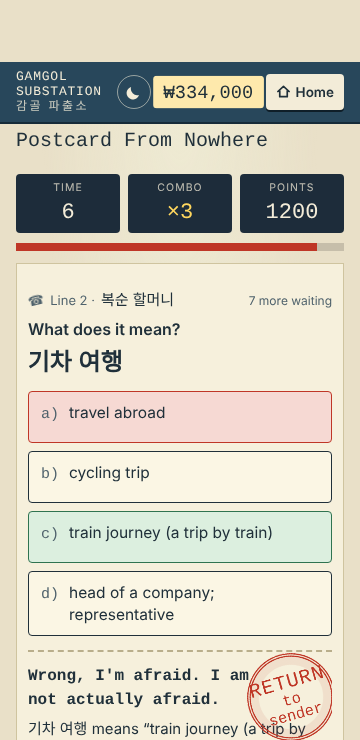 GAMGOL
SUBSTATION
감골 파출소
₩334,000
Home
Postcard From Nowhere
TIME
6
COMBO
×3
POINTS
1200
☎ Line 2 · 복순 할머니
7 more waiting
What does it mean?
기차 여행
a) travel abroad
b) cycling trip
c) train journey (a trip by train)
d) head of a company;
representative
Wrong, I'm afraid. I am
not actually afraid.
RETURN
to
sender
기차 여행 means “train journey (a trip by